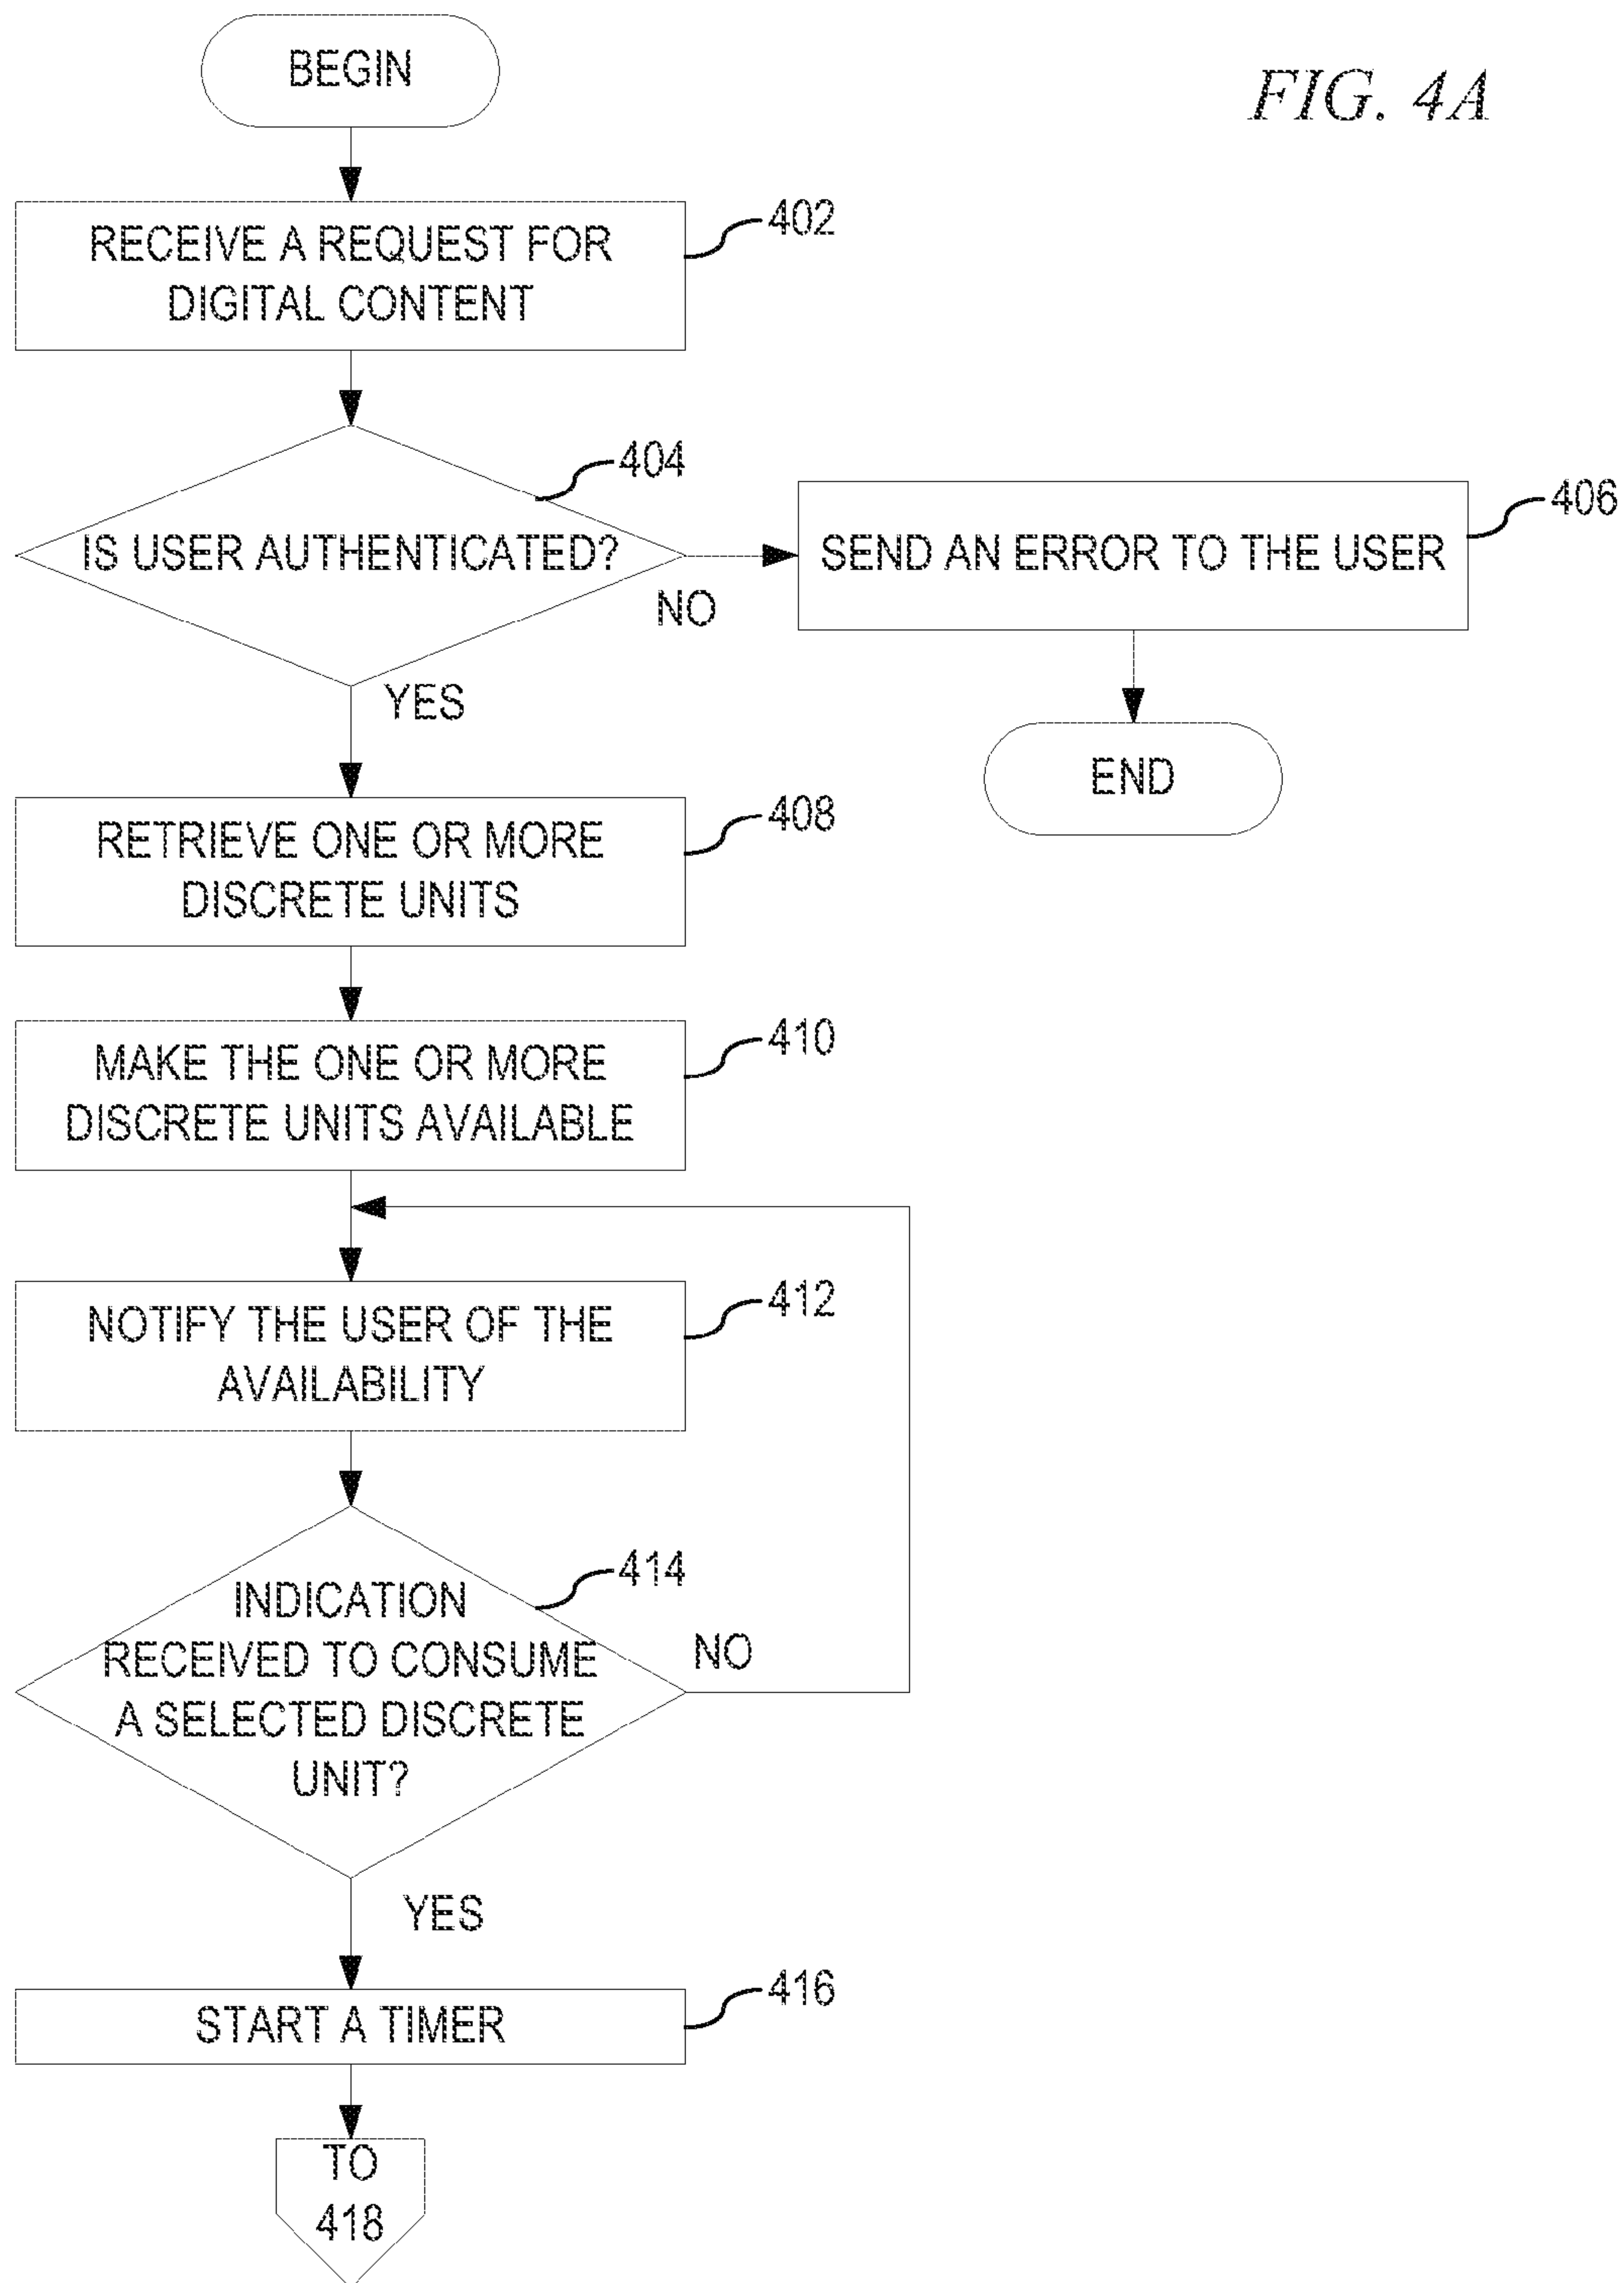 BEGIN
FIG. 4A
402
RECEIVE A REQUEST FOR
DIGITAL CONTENT
404
IS USER AUTHENTICATED?
NO
406
SEND AN ERROR TO THE USER
YES
END
408
RETRIEVE ONE OR MORE
DISCRETE UNITS
410
MAKE THE ONE OR MORE
DISCRETE UNITS AVAILABLE
412
NOTIFY THE USER OF THE
AVAILABILITY
414
INDICATION
RECEIVED TO CONSUME
A SELECTED DISCRETE
UNIT?
NO
YES
416
START A TIMER
TO
418